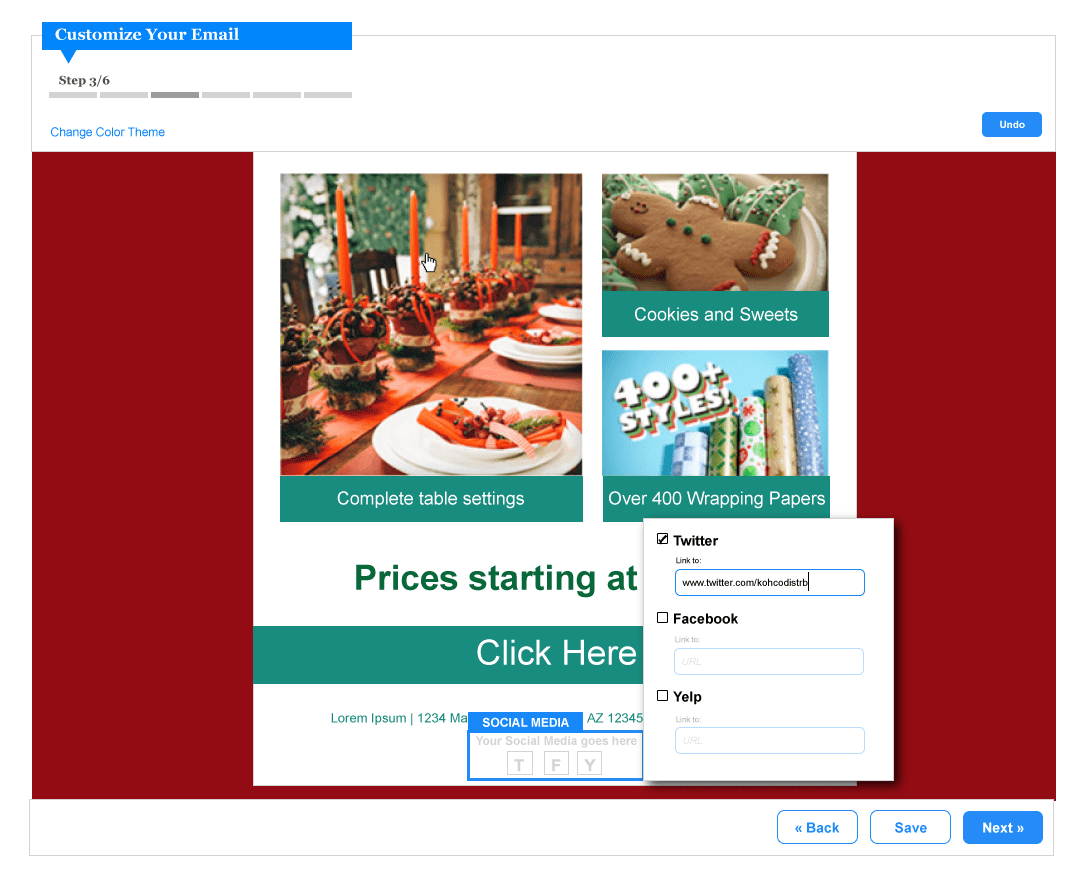 Customize Your Email
Step 3/6
Change Color Theme
Undo
Cookies and Sweets
400+
STYLES!
Complete table settings
Over 400 Wrapping Papers
Twitter
Link to:
www.twitter.com/kohcodistrb
Prices starting at
Facebook
Link to:
URL
Click Here
Yelp
Link to:
URL
Lorem Ipsum | 1234 Ma
AZ 12345
SOCIAL MEDIA
Your Social Media goes here
T F Y
« Back
Save
Next »